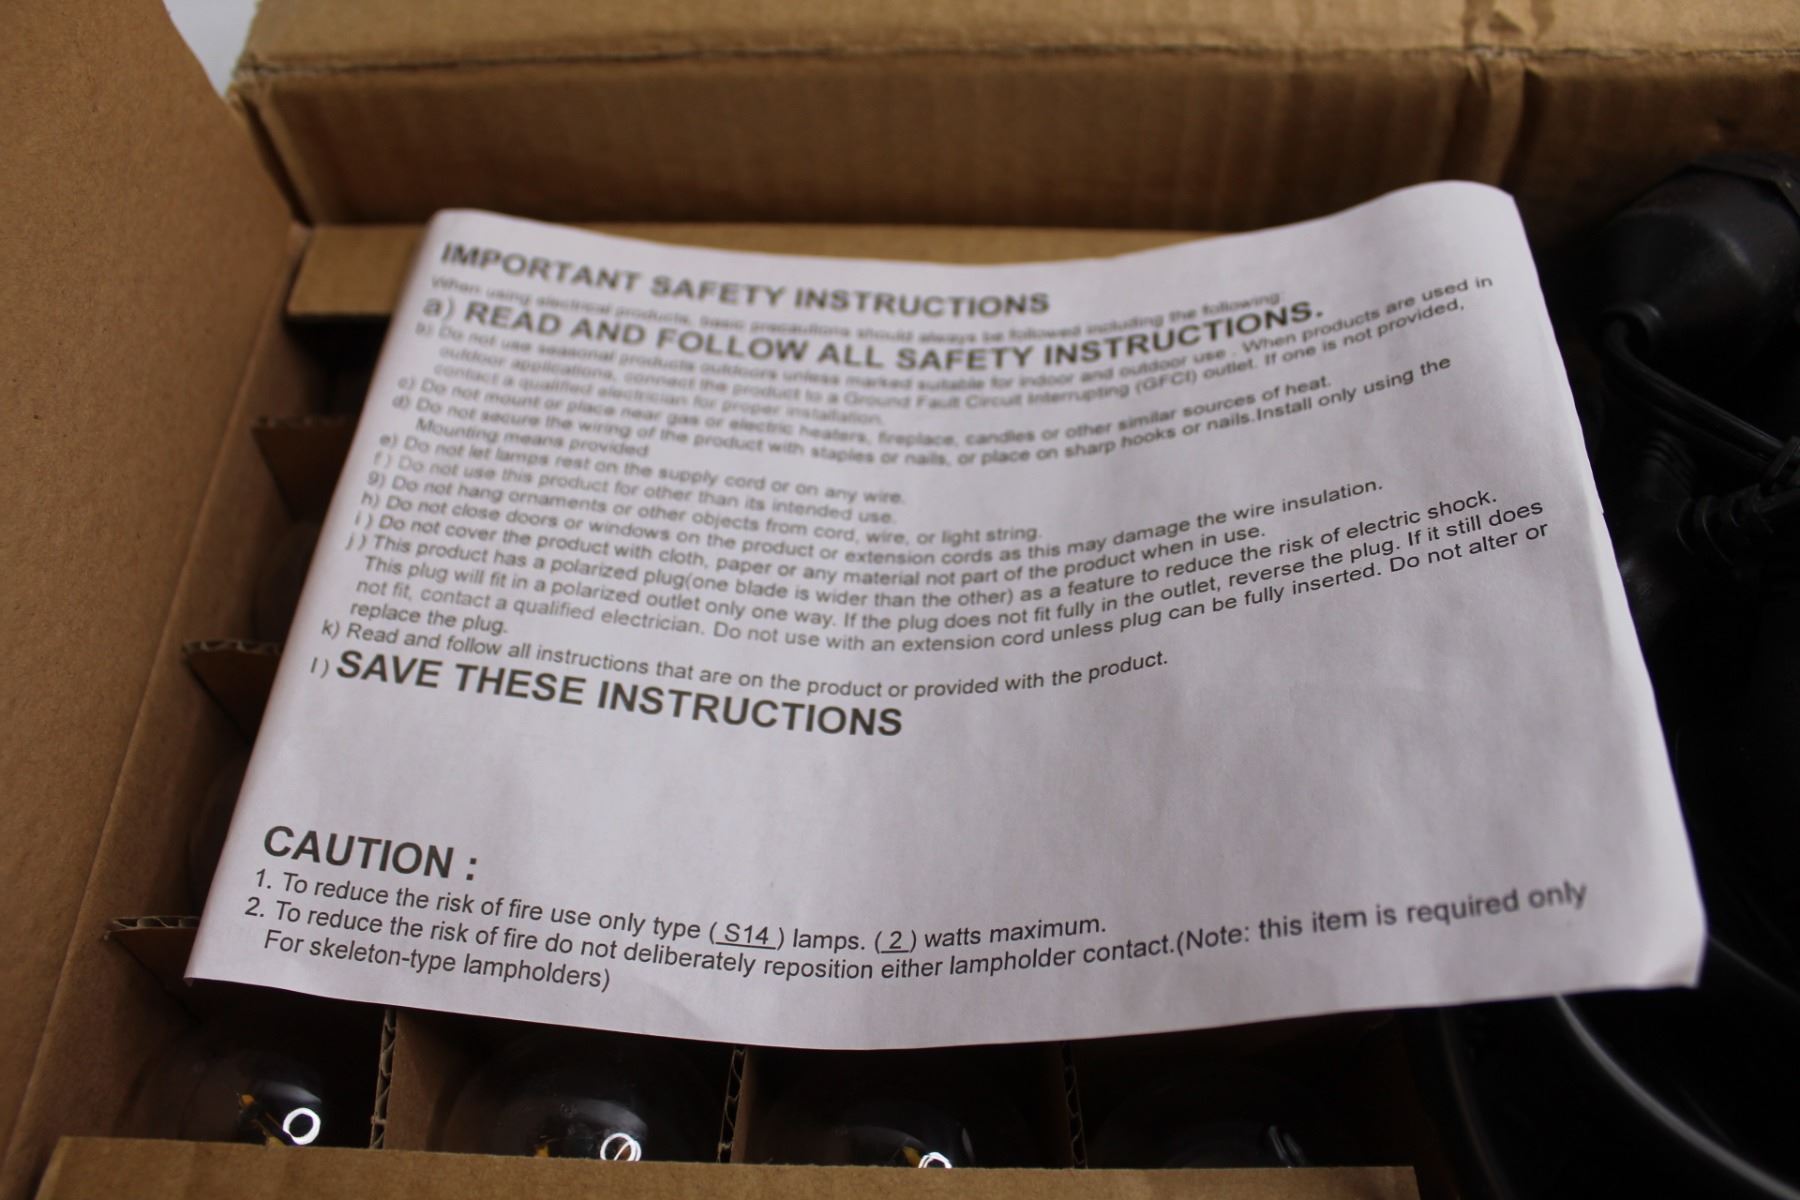 IMPORTANT SAFETY INSTRUCTIONS
When using electrical products, basic precautions should always be followed including the following:
a) READ AND FOLLOW ALL SAFETY INSTRUCTIONS.
b) Do not use seasonal products outdoors unless marked suitable for indoor and outdoor use . When products are used in
outdoor applications, connect the product to a Ground Fault Circuit Interrupting (GFCI) outlet. If one is not provided,
contact a qualified electrician for proper installation.
c) Do not mount or place near gas or electric heaters, fireplace, candles or other similar sources of heat.
d) Do not secure the wiring of the product with staples or nails, or place on sharp hooks or nails.Install only using the
Mounting means provided
e) Do not let lamps rest on the supply cord or on any wire.
f ) Do not use this product for other than its intended use.
g) Do not hang ornaments or other objects from cord, wire, or light string.
h) Do not close doors or windows on the product or extension cords as this may damage the wire insulation.
i ) Do not cover the product with cloth, paper or any material not part of the product when in use.
j ) This product has a polarized plug(one blade is wider than the other) as a feature to reduce the risk of electric shock.
This plug will fit in a polarized outlet only one way. If the plug does not fit fully in the outlet, reverse the plug. If it still does
not fit, contact a qualified electrician. Do not use with an extension cord unless plug can be fully inserted. Do not alter or
replace the plug.
k) Read and follow all instructions that are on the product or provided with the product.
l ) SAVE THESE INSTRUCTIONS
CAUTION :
1. To reduce the risk of fire use only type ( S14 ) lamps. ( 2 ) watts maximum.
2. To reduce the risk of fire do not deliberately reposition either lampholder contact.(Note: this item is required only
For skeleton-type lampholders)